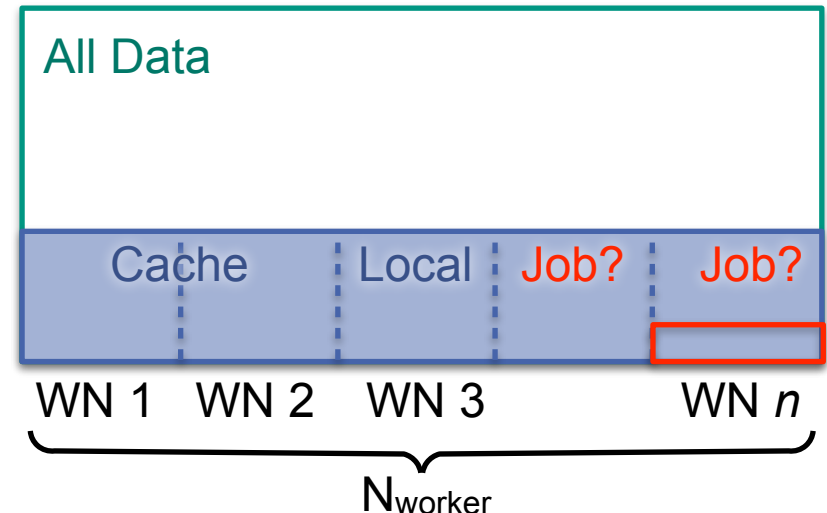 All Data
Cache Local Job? Job?
WN 1 WN 2 WN 3 WN n
Nworker